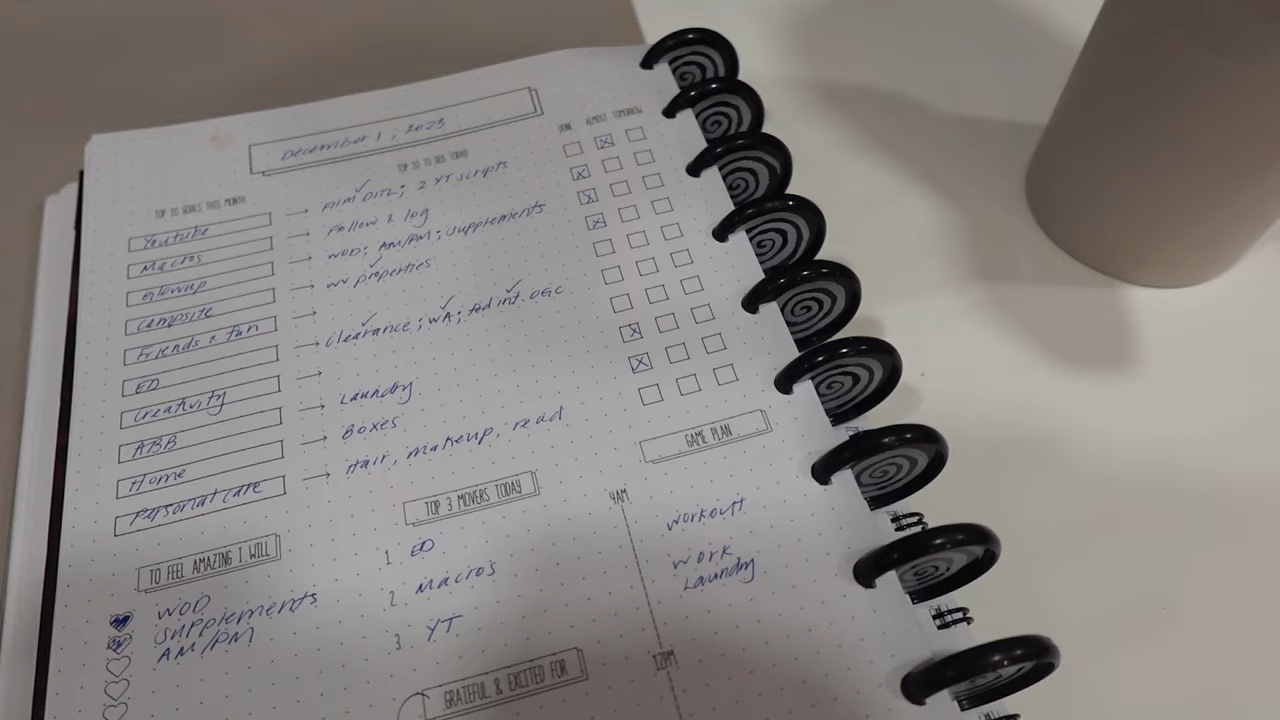 December 1, 2023
DONE ALMOST TOMORROW
TOP 10 TO DOS TODAY
TOP 10 GOALS THIS MONTH
Youtube → Film DITL; 2 YT scripts
Macros → Follow & log
Glowup → WOD; AM/PM; supplements
Campsite → WV properties
Friends & fun →
ED → Clearance; WA; fed int. OGC
Creativity →
ABB → Laundry
Home → Boxes
Personal care → Hair, makeup, read
GAME PLAN
TOP 3 MOVERS TODAY
1. ED
2. Macros
3. YT
TO FEEL AMAZING I WILL
WOD
supplements
AM/PM
4AM
workout
work
Laundry
12PM
GRATEFUL & EXCITED FOR